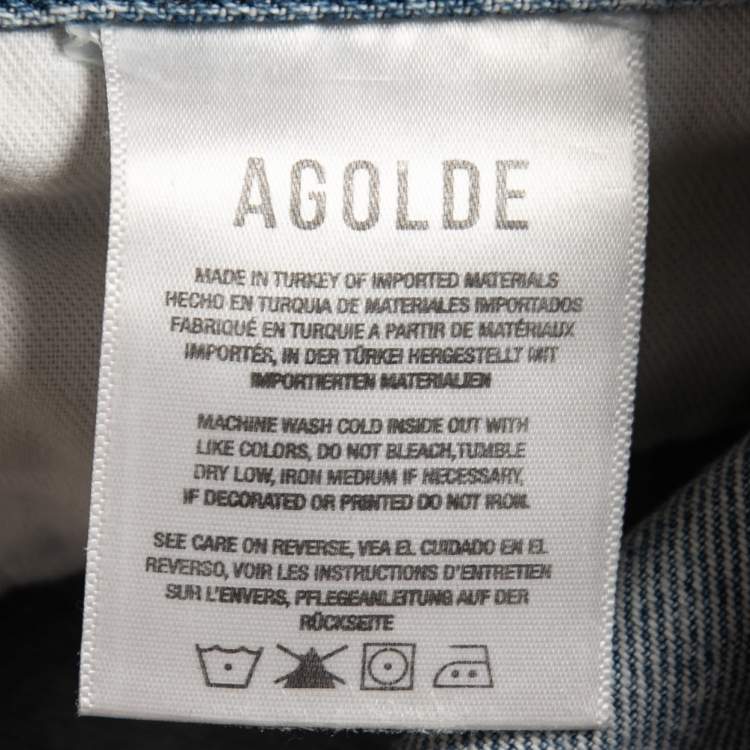 AGOLDE
MADE IN TURKEY OF IMPORTED MATERIALS
HECHO EN TURQUIA DE MATERIALES IMPORTADOS
FABRIQUÉ EN TURQUIE A PARTIR DE MATÉRIAUX
IMPORTÉS, IN DER TÜRKEI HERGESTELLT MIT
IMPORTIERTEN MATERIALIEN
MACHINE WASH COLD INSIDE OUT WITH
LIKE COLORS, DO NOT BLEACH,TUMBLE
DRY LOW, IRON MEDIUM IF NECESSARY,
IF DECORATED OR PRINTED DO NOT IRON.
SEE CARE ON REVERSE, VEA EL CUIDADO EN EL
REVERSO, VOIR LES INSTRUCTIONS D'ENTRETIEN
SUR L'ENVERS, PFLEGEANLEITUNG AUF DER
RÜCKSEITE